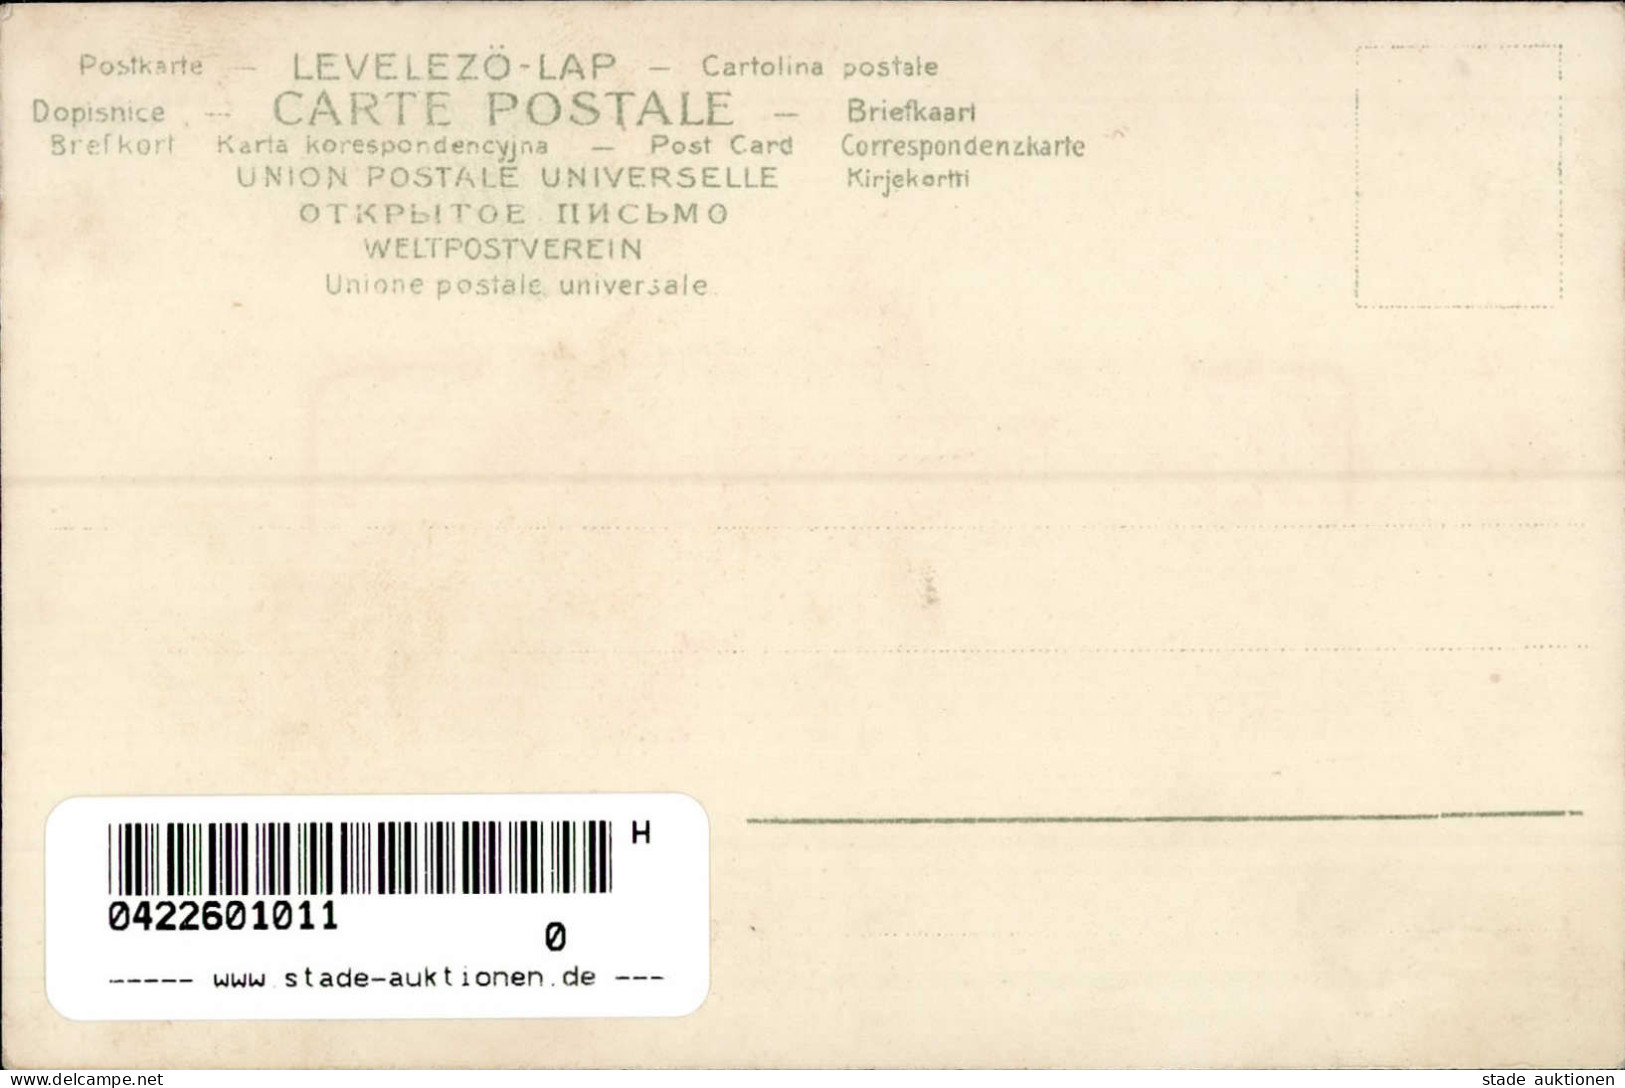 Postkarte — LEVELEZÖ-LAP — Cartolina postale
Dopisnice — CARTE POSTALE — Briefkaart
Brefkort Karta korespondencyjna — Post Card Correspondenzkarte
UNION POSTALE UNIVERSELLE Kirjekortti
ОТКРЫТОЕ ПИСЬМО
WELTPOSTVEREIN
Unione postale universale.
H
0422601011
0
----- www.stade-auktionen.de ---
www.delcampe.net
stade auktionen